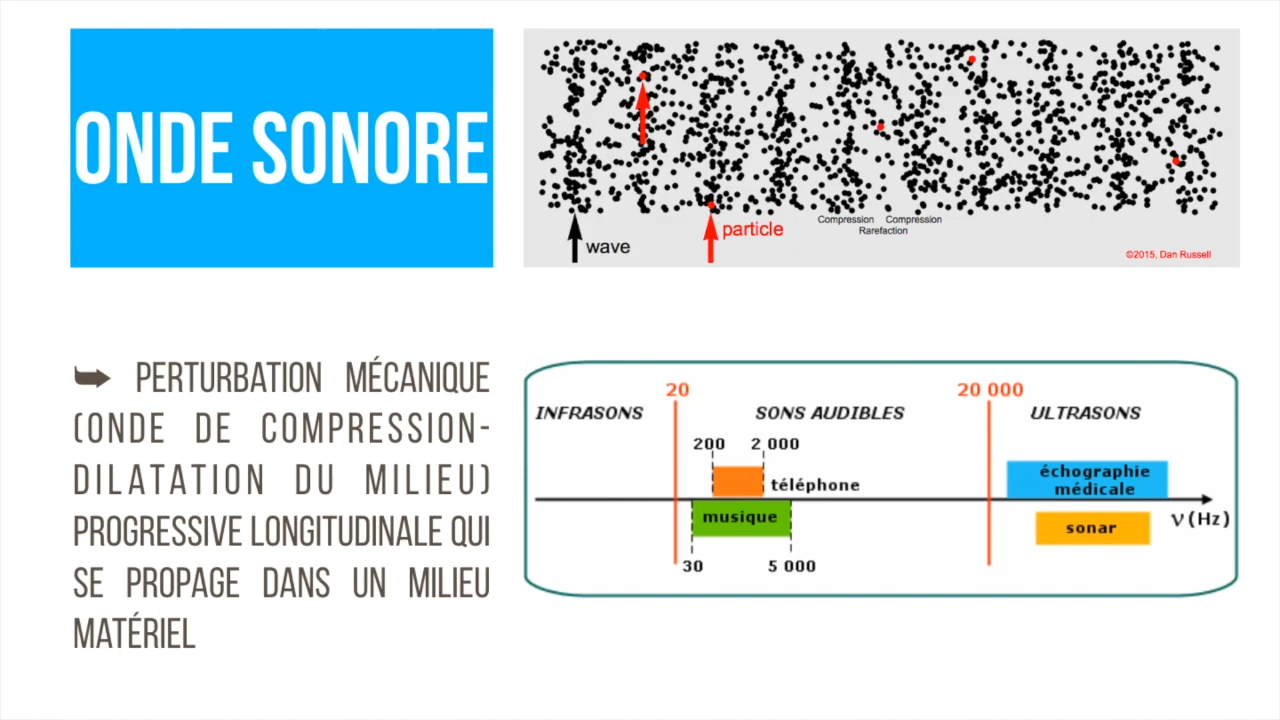 ONDE SONORE
wave
particle
Compression Compression
Rarefaction
©2015, Dan Russell
➥ PERTURBATION MÉCANIQUE
(ONDE DE COMPRESSION-
DILATATION DU MILIEU)
PROGRESSIVE LONGITUDINALE QUI
SE PROPAGE DANS UN MILIEU
MATÉRIEL
20 20 000
INFRASONS SONS AUDIBLES ULTRASONS
200 2 000
téléphone
échographie
médicale
musique
sonar
ν (Hz)
30 5 000